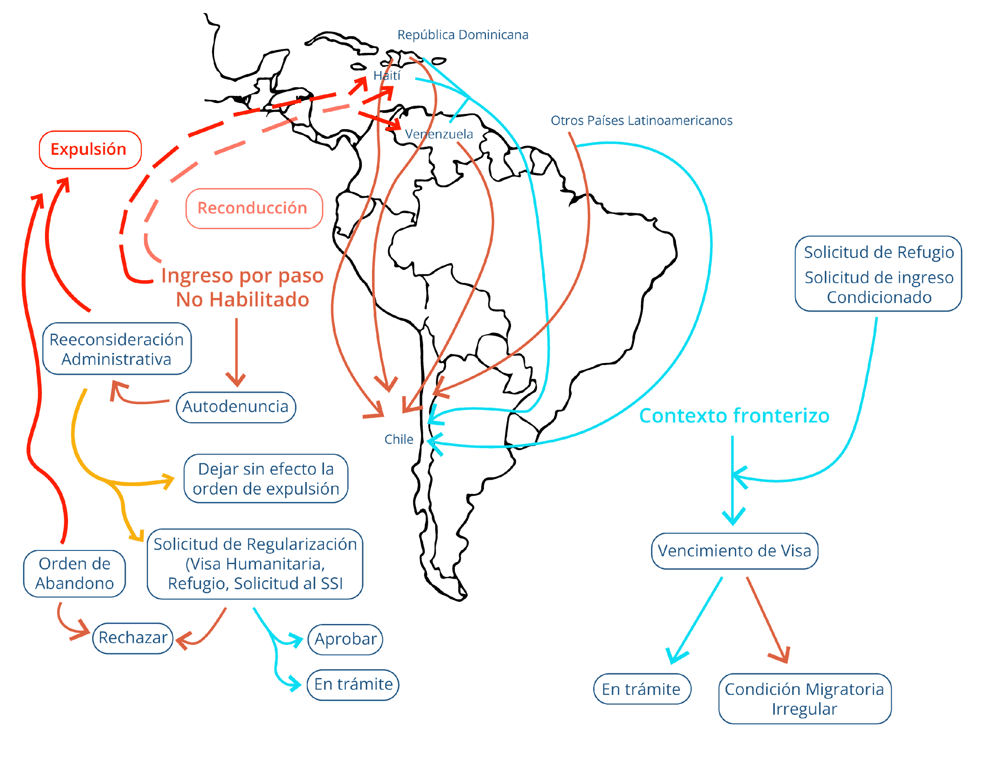 República Dominicana
Haití
Otros Países Latinoamericanos
Venenzuela
Expulsión
Reconducción
Ingreso por paso
No Habilitado
Solicitud de Refugio
Solicitud de ingreso
Condicionado
Reeconsideración
Administrativa
Autodenuncia
Contexto fronterizo
Chile
Dejar sin efecto la
orden de expulsión
Solicitud de Regularización
(Visa Humanitaria,
Refugio, Solicitud al SSI
Orden de
Abandono
Vencimiento de Visa
Rechazar
Aprobar
En trámite
En trámite
Condición Migratoria
Irregular